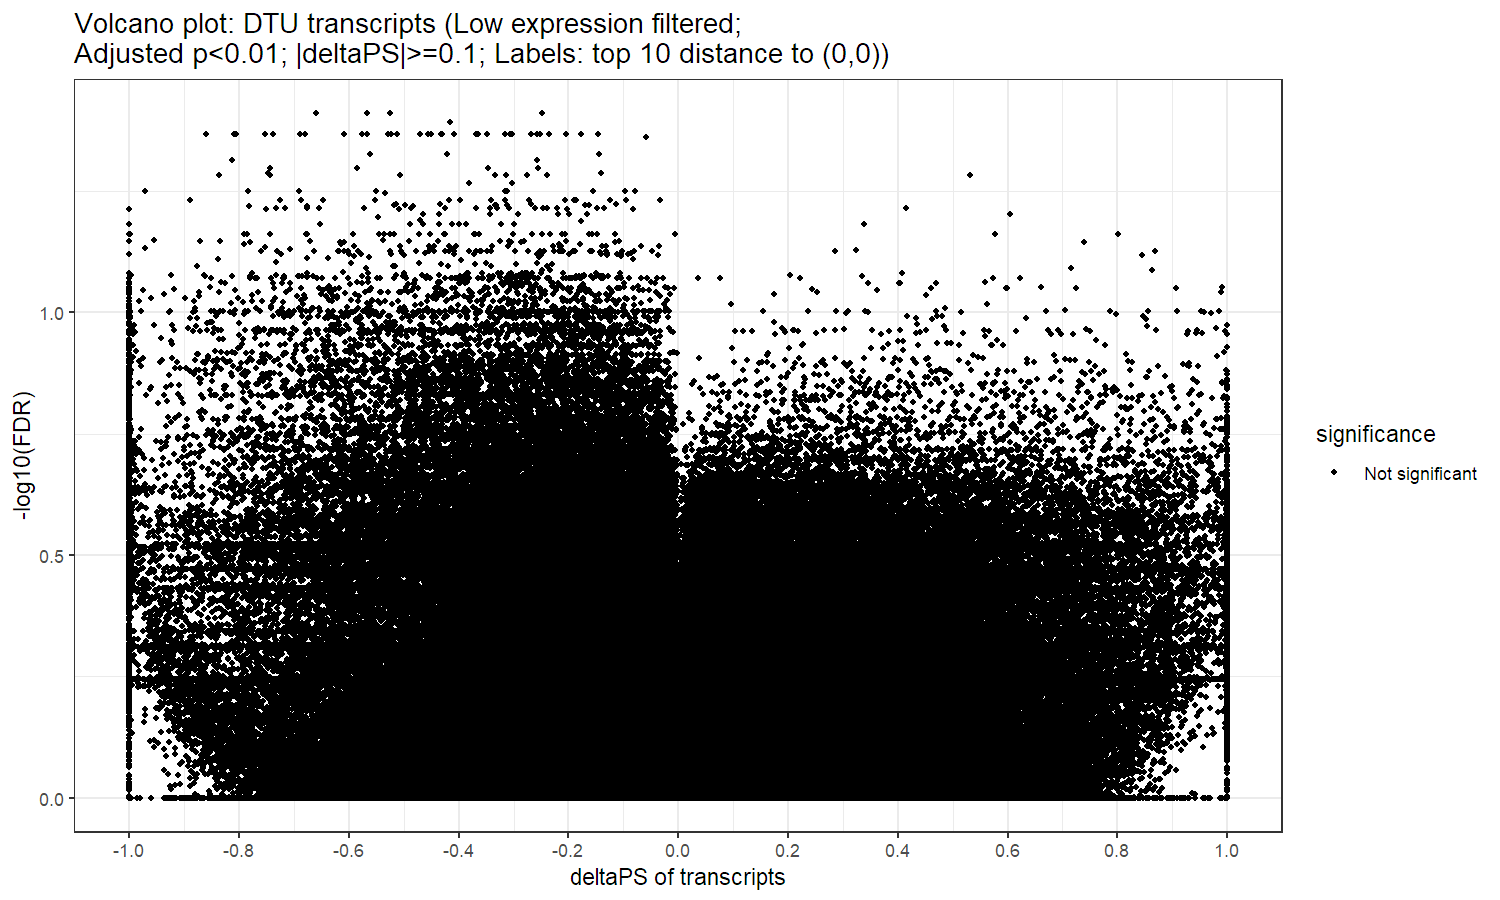 Volcano plot: DTU transcripts (Low expression filtered;
Adjusted p<0.01; |deltaPS|>=0.1; Labels: top 10 distance to (0,0))
-log10(FDR)
1.0
0.5
0.0
-1.0 -0.8 -0.6 -0.4 -0.2 0.0 0.2 0.4 0.6 0.8 1.0
deltaPS of transcripts
significance
Not significant